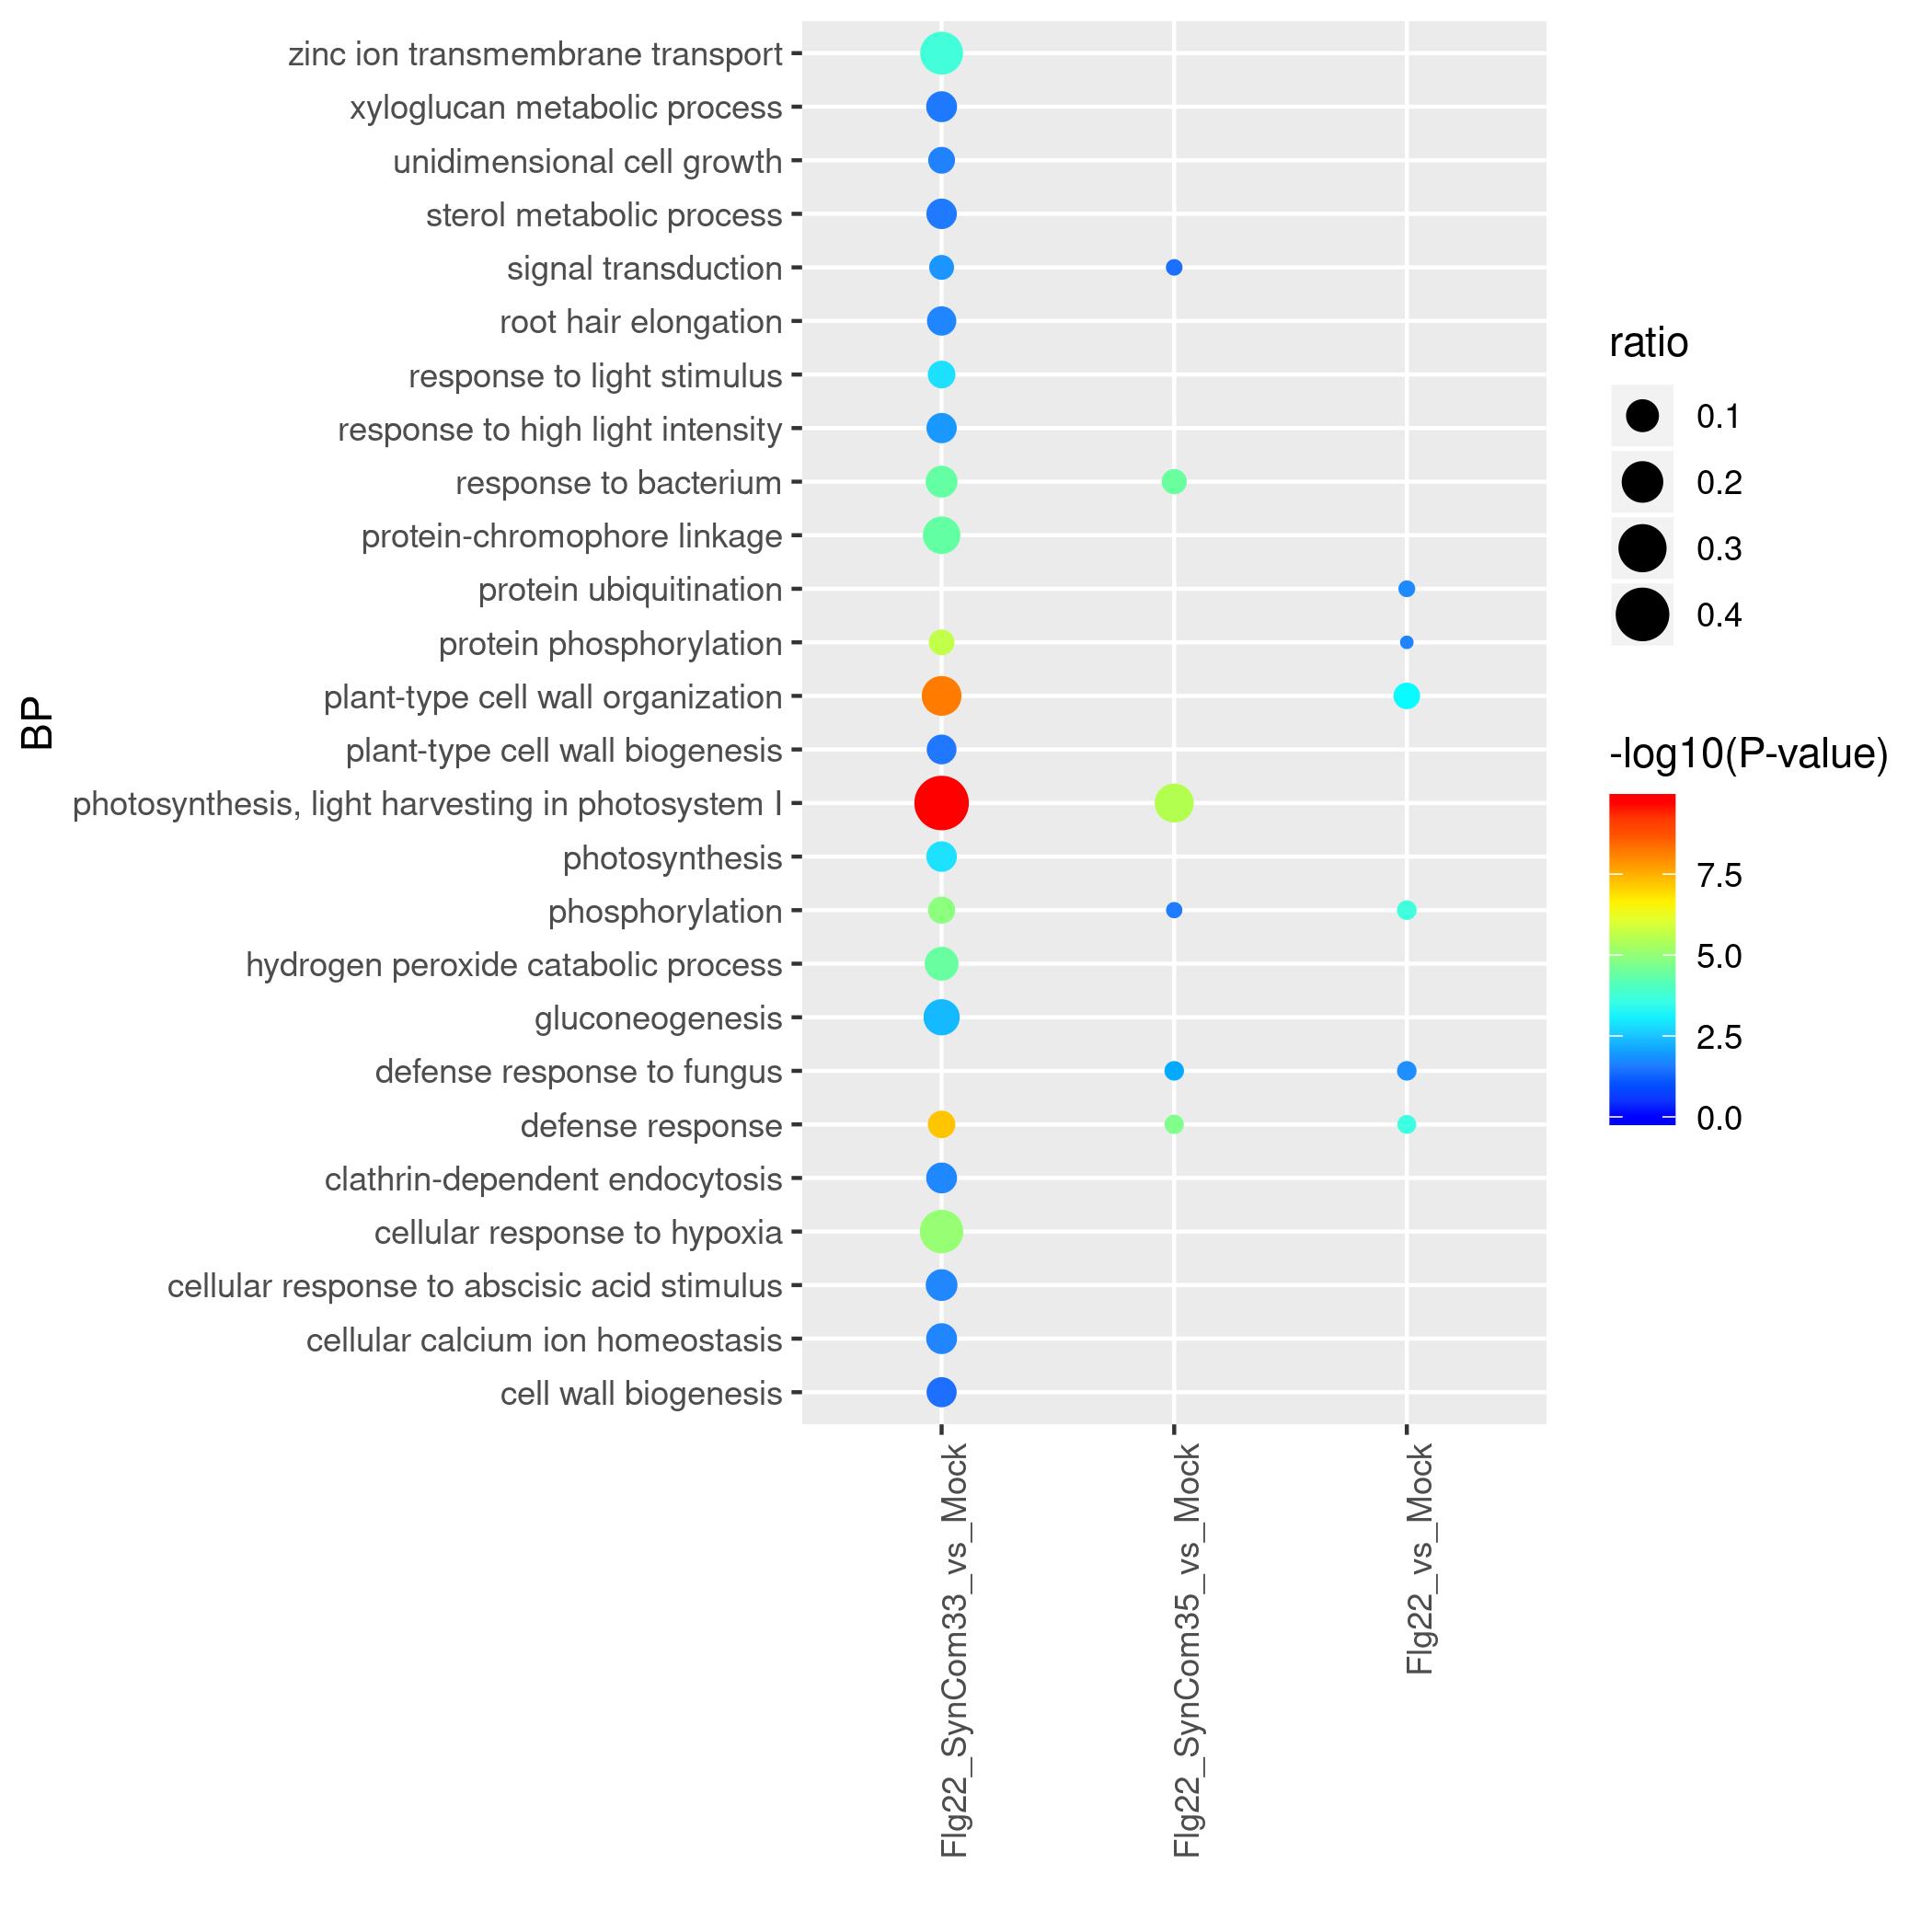 zinc ion transmembrane transport
xyloglucan metabolic process
unidimensional cell growth
sterol metabolic process
signal transduction
root hair elongation
response to light stimulus
response to high light intensity
response to bacterium
protein-chromophore linkage
protein ubiquitination
protein phosphorylation
plant-type cell wall organization
plant-type cell wall biogenesis
photosynthesis, light harvesting in photosystem I
photosynthesis
phosphorylation
hydrogen peroxide catabolic process
gluconeogenesis
defense response to fungus
defense response
clathrin-dependent endocytosis
cellular response to hypoxia
cellular response to abscisic acid stimulus
cellular calcium ion homeostasis
cell wall biogenesis
BP
Flg22_SynCom33_vs_Mock
Flg22_SynCom35_vs_Mock
Flg22_vs_Mock
ratio
0.1
0.2
0.3
0.4
-log10(P-value)
7.5
5.0
2.5
0.0